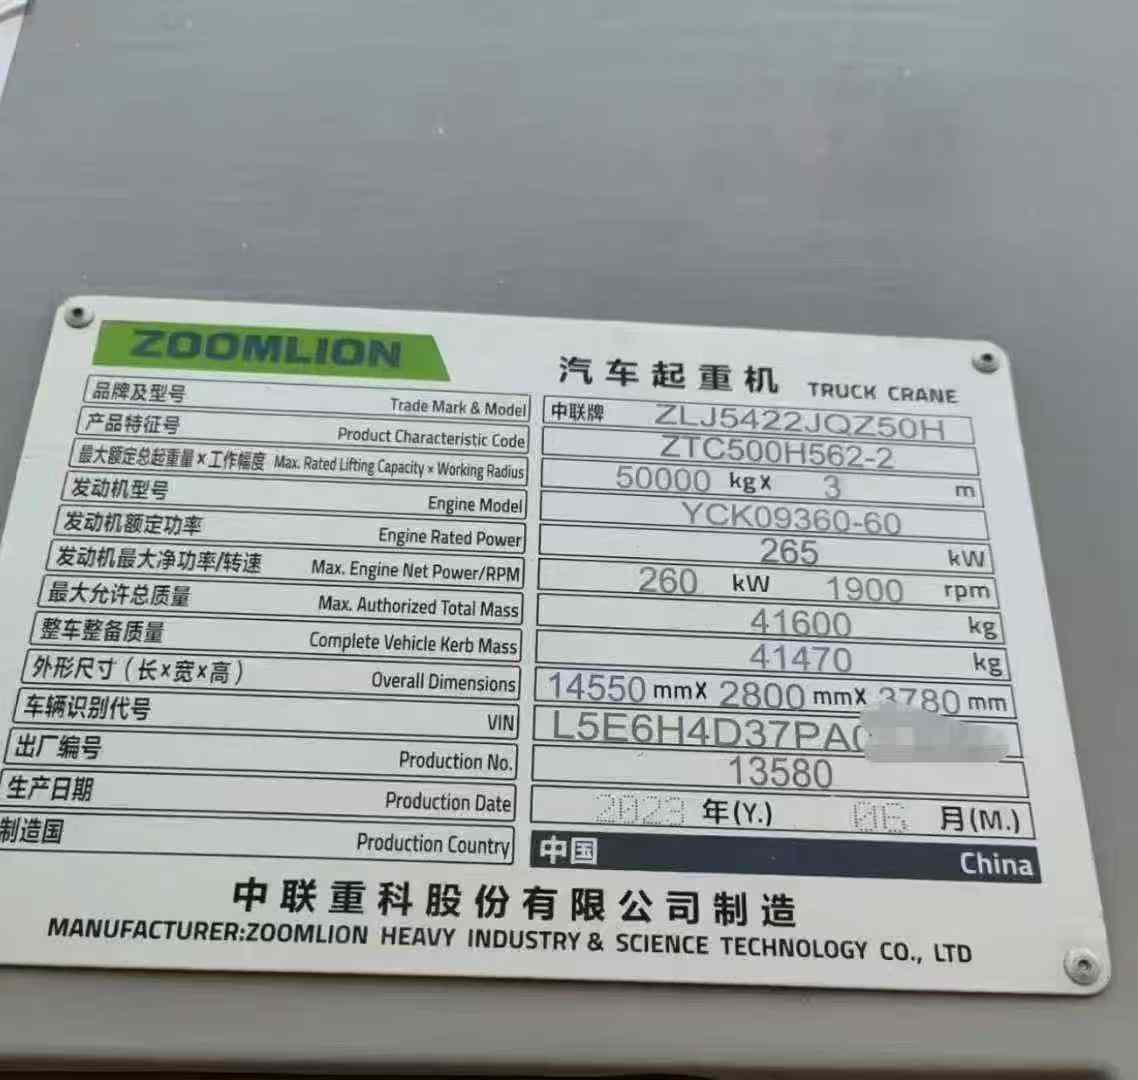 ZOOMLION
汽车起重机 TRUCK CRANE
品牌及型号 Trade Mark & Model 中联牌 ZLJ5422JQZ50H
产品特征号 Product Characteristic Code ZTC500H562-2
最大额定总起重量×工作幅度 Max. Rated Lifting Capacity × Working Radius 50000 kg× 3 m
发动机型号 Engine Model YCK09360-60
发动机额定功率 Engine Rated Power 265 kW
发动机最大净功率/转速 Max. Engine Net Power/RPM 260 kW 1900 rpm
最大允许总质量 Max. Authorized Total Mass 41600 kg
整车整备质量 Complete Vehicle Kerb Mass 41470 kg
外形尺寸(长×宽×高) Overall Dimensions 14550 mm× 2800 mm× 3780 mm
车辆识别代号 VIN L5E6H4D37PA
出厂编号 Production No. 13580
生产日期 Production Date 2023 年(Y.) 06 月(M.)
制造国 Production Country 中国 China
中联重科股份有限公司制造
MANUFACTURER:ZOOMLION HEAVY INDUSTRY & SCIENCE TECHNOLOGY CO., LTD